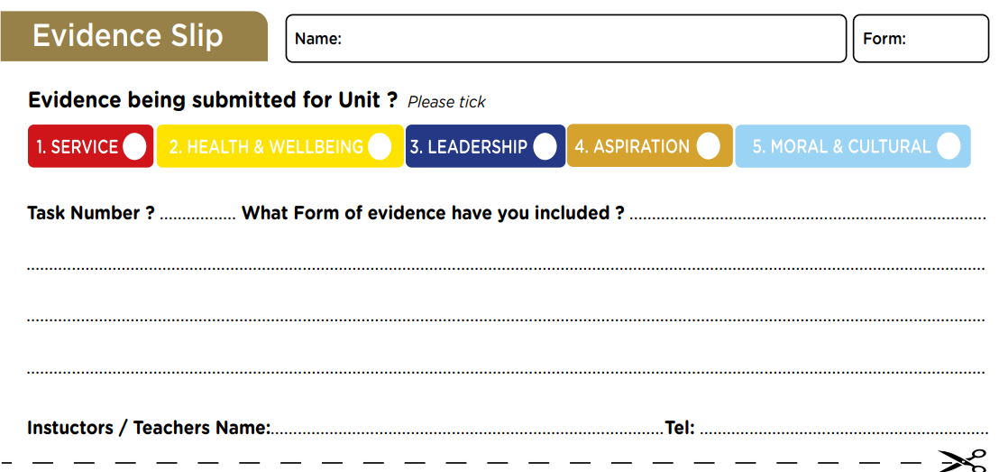 Evidence Slip Name: Form:
Evidence being submitted for Unit ? Please tick
1. SERVICE 2. HEALTH & WELLBEING 3. LEADERSHIP 4. ASPIRATION 5. MORAL & CULTURAL
Task Number ? ................. What Form of evidence have you included ? ................................................................................
................................................................................................................................................................
................................................................................................................................................................
................................................................................................................................................................
Instuctors / Teachers Name:........................................................................................Tel: .................................................................